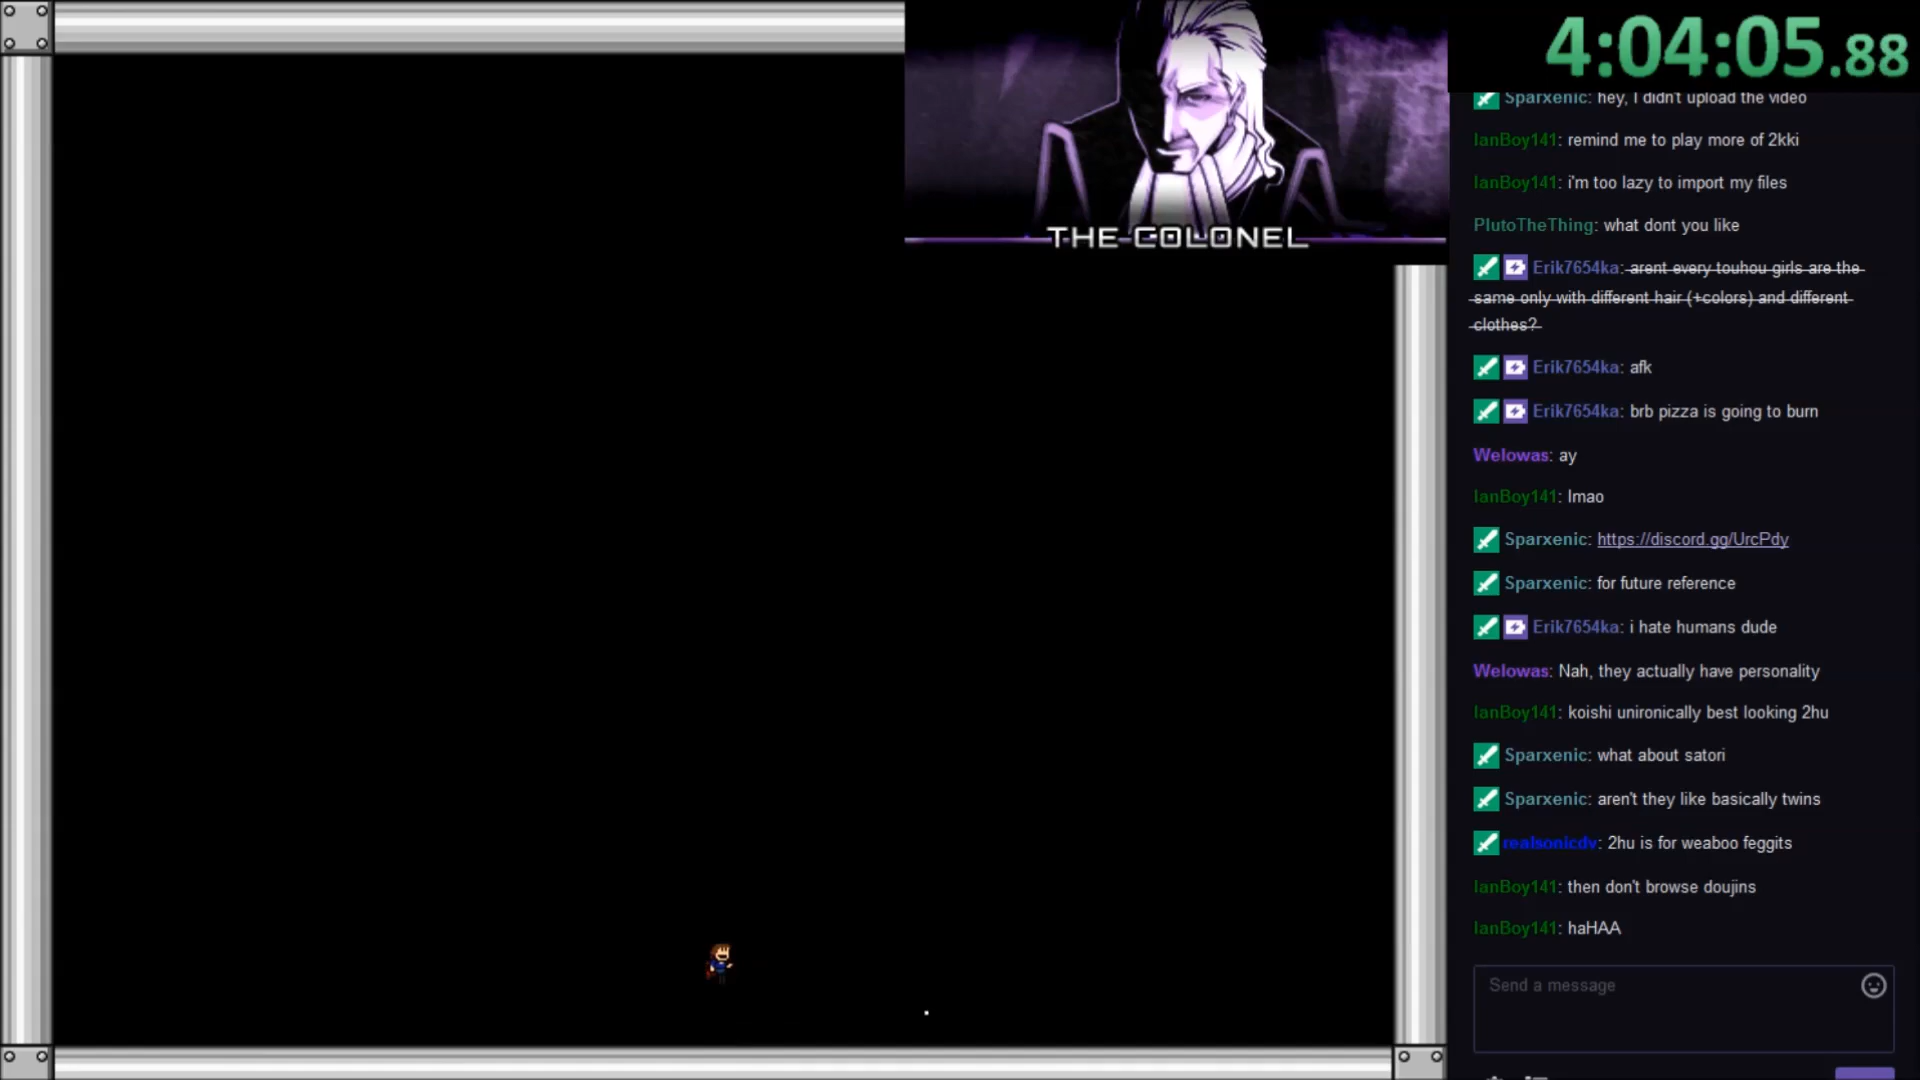 THE COLONEL
4:04:05.88
Sparxenic: hey, I didn't upload the video
IanBoy141: remind me to play more of 2kki
IanBoy141: i'm too lazy to import my files
PlutoTheThing: what dont you like
Erik7654ka: arent every touhou girls are the
same only with different hair (+colors) and different
clothes?
Erik7654ka: afk
Erik7654ka: brb pizza is going to burn
Welowas: ay
IanBoy141: lmao
Sparxenic: https://discord.gg/UrcPdy
Sparxenic: for future reference
Erik7654ka: i hate humans dude
Welowas: Nah, they actually have personality
IanBoy141: koishi unironically best looking 2hu
Sparxenic: what about satori
Sparxenic: aren't they like basically twins
realsonicdv: 2hu is for weaboo feggits
IanBoy141: then don't browse doujins
IanBoy141: haHAA
Send a message